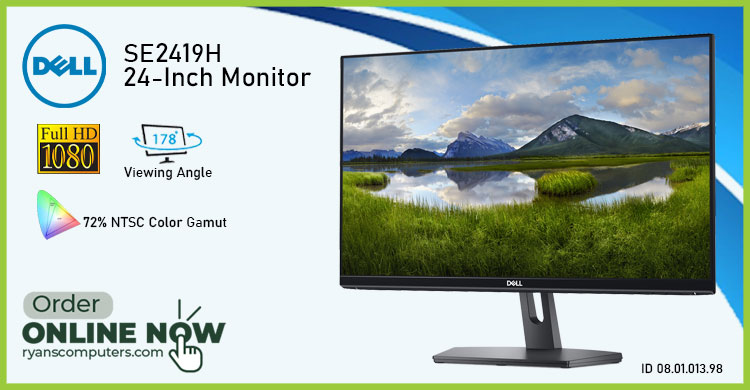 DELL
SE2419H
24-Inch Monitor
Full HD
1080
178°
Viewing Angle
72% NTSC Color Gamut
DELL
Order
ONLINE NOW
ryanscomputers.com
ID 08.01.013.98